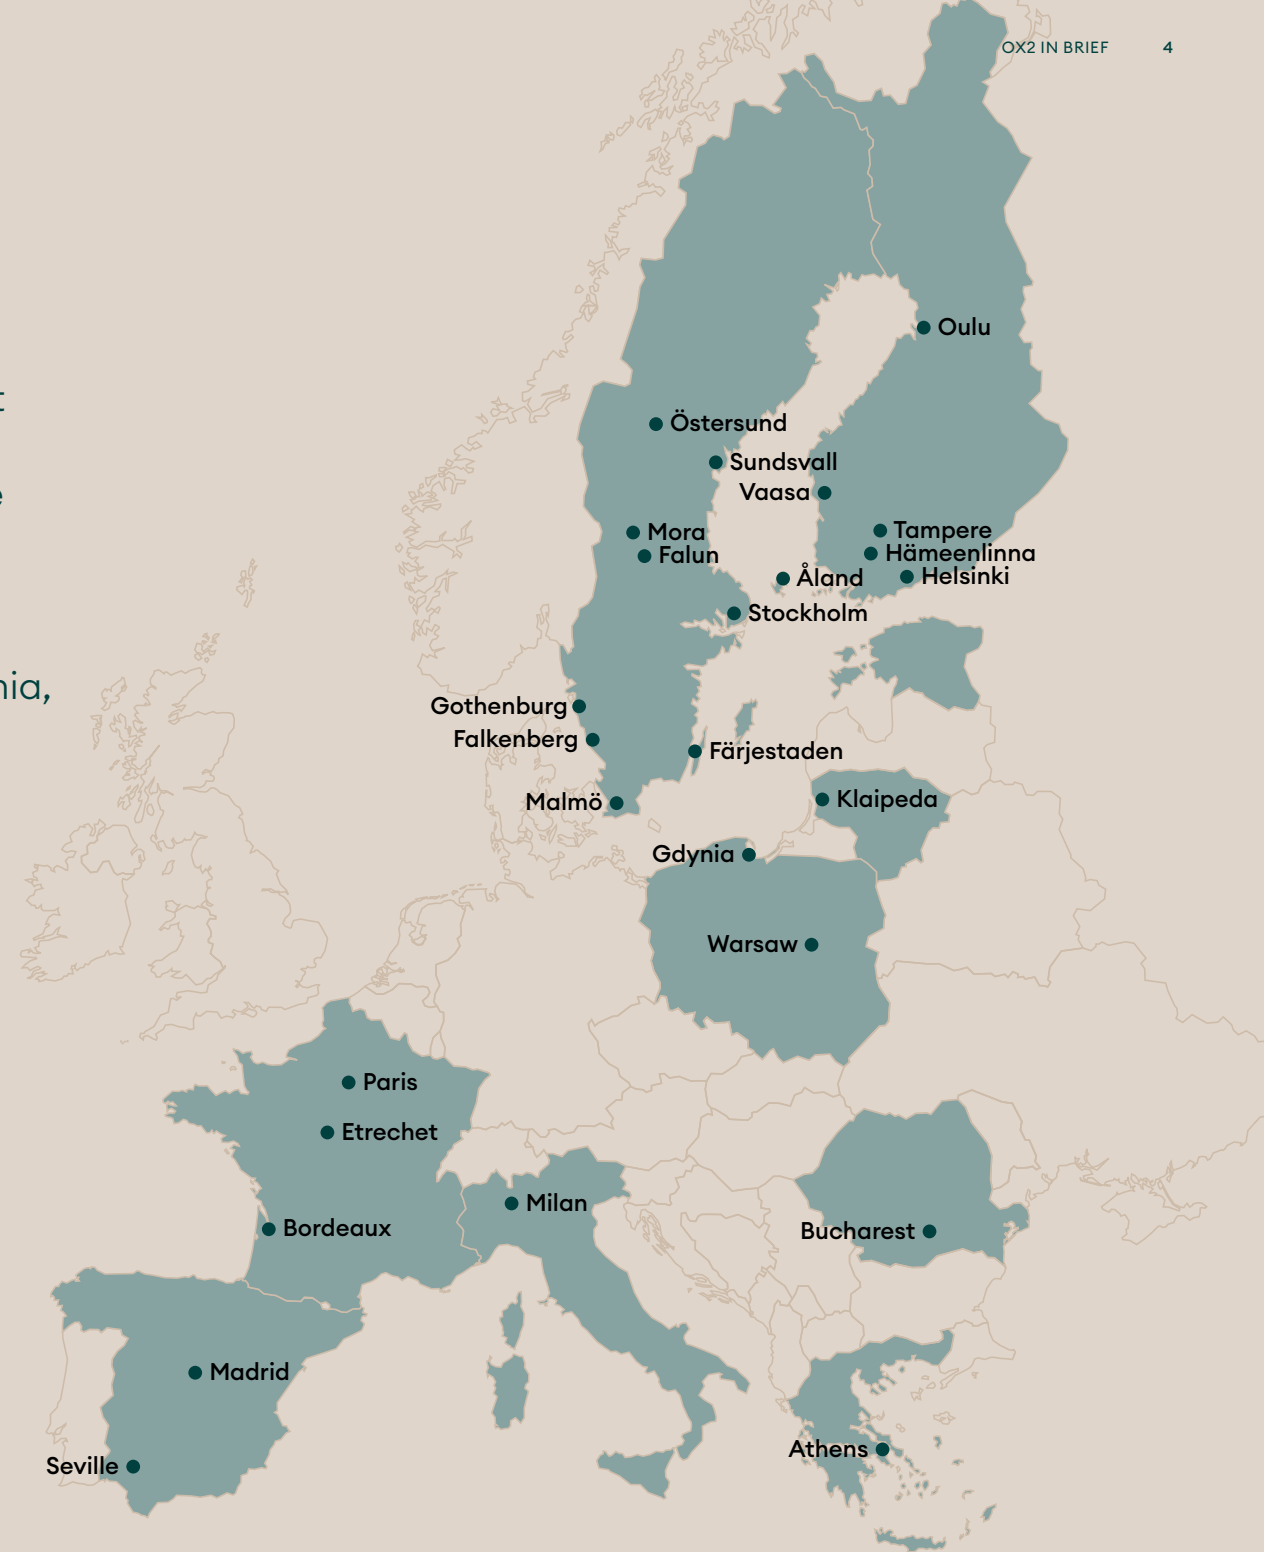 OX2 IN BRIEF 4
Oulu
Östersund
Sundsvall
Vaasa
Mora
Tampere
Falun
Hämeenlinna
Åland
Helsinki
Stockholm
nia,
Gothenburg
Falkenberg
Färjestaden
Malmö
Klaipeda
Gdynia
Warsaw
Paris
Etrechet
Milan
Bordeaux
Bucharest
Madrid
Athens
Seville